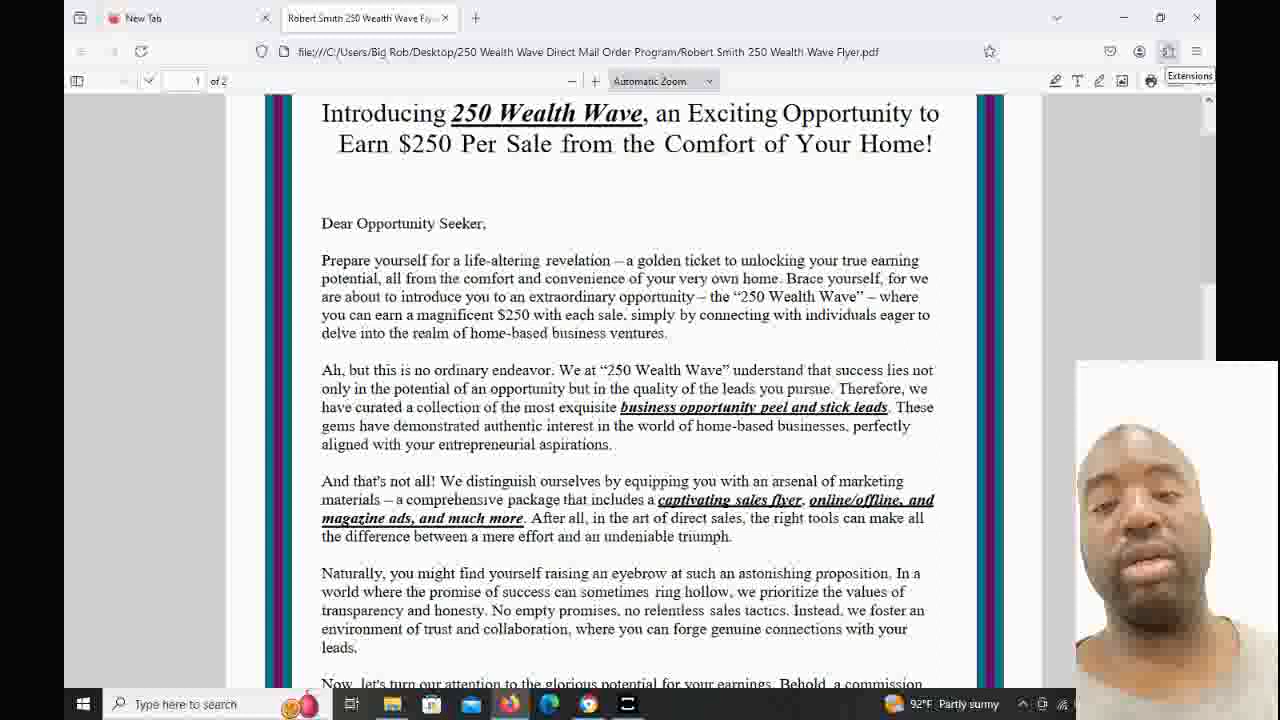 New Tab
Robert Smith 250 Wealth Wave Flye
file:///C:/Users/Big Rob/Desktop/250 Wealth Wave Direct Mail Order Program/Robert Smith 250 Wealth Wave Flyer.pdf
1 of 2
Automatic Zoom
Extensions
Introducing 250 Wealth Wave, an Exciting Opportunity to
Earn $250 Per Sale from the Comfort of Your Home!
Dear Opportunity Seeker,
Prepare yourself for a life-altering revelation – a golden ticket to unlocking your true earning
potential, all from the comfort and convenience of your very own home. Brace yourself, for we
are about to introduce you to an extraordinary opportunity – the “250 Wealth Wave” – where
you can earn a magnificent $250 with each sale, simply by connecting with individuals eager to
delve into the realm of home-based business ventures.
Ah, but this is no ordinary endeavor. We at “250 Wealth Wave” understand that success lies not
only in the potential of an opportunity but in the quality of the leads you pursue. Therefore, we
have curated a collection of the most exquisite business opportunity peel and stick leads. These
gems have demonstrated authentic interest in the world of home-based businesses, perfectly
aligned with your entrepreneurial aspirations.
And that's not all! We distinguish ourselves by equipping you with an arsenal of marketing
materials – a comprehensive package that includes a captivating sales flyer, online/offline, and
magazine ads, and much more. After all, in the art of direct sales, the right tools can make all
the difference between a mere effort and an undeniable triumph.
Naturally, you might find yourself raising an eyebrow at such an astonishing proposition. In a
world where the promise of success can sometimes ring hollow, we prioritize the values of
transparency and honesty. No empty promises, no relentless sales tactics. Instead, we foster an
environment of trust and collaboration, where you can forge genuine connections with your
leads.
Now, let's turn our attention to the glorious potential for your earnings. Behold, a commission
Type here to search
92°F Partly sunny